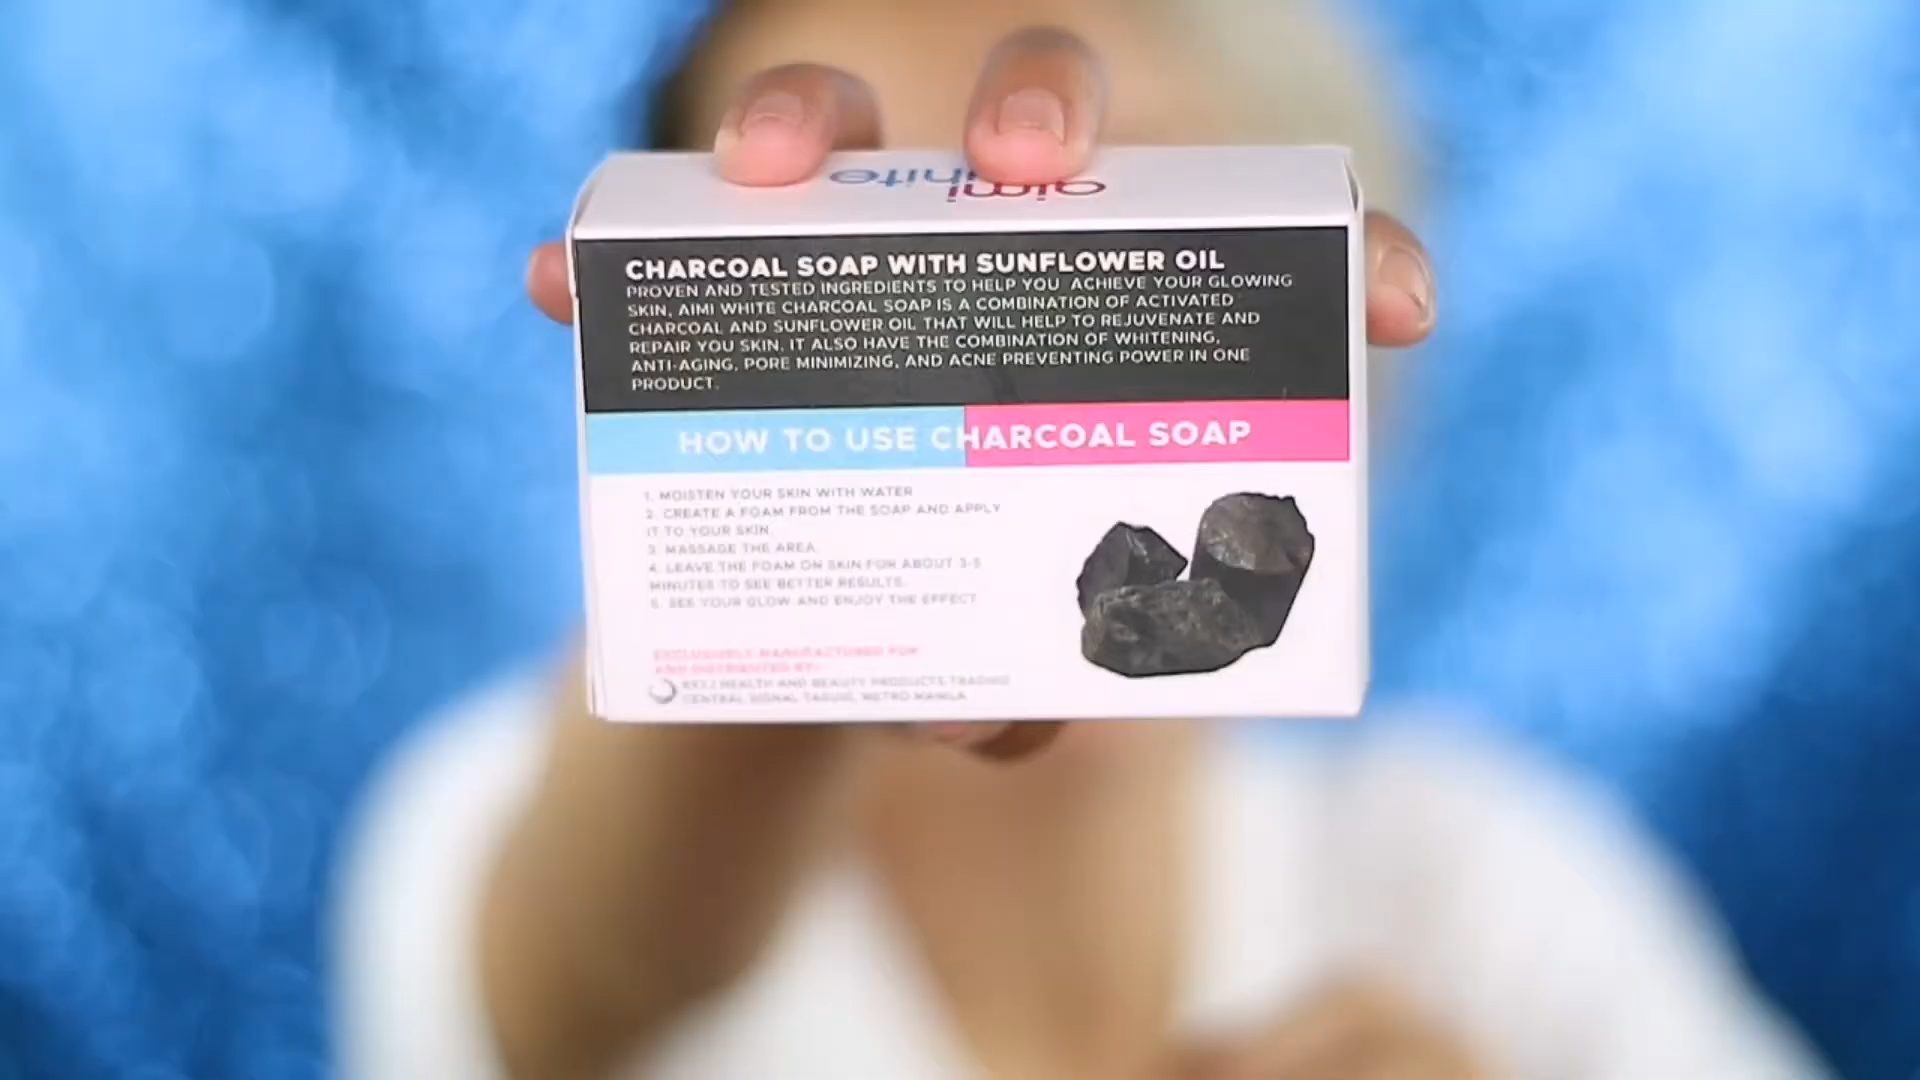 aimi
white
CHARCOAL SOAP WITH SUNFLOWER OIL
PROVEN AND TESTED INGREDIENTS TO HELP YOU ACHIEVE YOUR GLOWING
SKIN, AIMI WHITE CHARCOAL SOAP IS A COMBINATION OF ACTIVATED
CHARCOAL AND SUNFLOWER OIL THAT WILL HELP TO REJUVENATE AND
REPAIR YOU SKIN. IT ALSO HAVE THE COMBINATION OF WHITENING,
ANTI-AGING, PORE MINIMIZING, AND ACNE PREVENTING POWER IN ONE
PRODUCT.
HOW TO USE CHARCOAL SOAP
1. MOISTEN YOUR SKIN WITH WATER
2. CREATE A FOAM FROM THE SOAP AND APPLY
IT TO YOUR SKIN.
3. MASSAGE THE AREA.
4. LEAVE THE FOAM ON SKIN FOR ABOUT 3-5
MINUTES TO SEE BETTER RESULTS.
5. SEE YOUR GLOW AND ENJOY THE EFFECT
EXCLUSIVELY MANUFACTURED FOR
AND DISTRIBUTED BY:
HEALTH AND BEAUTY PRODUCTS TRADING
CENTRAL SIGNAL TAGUIG, METRO MANILA